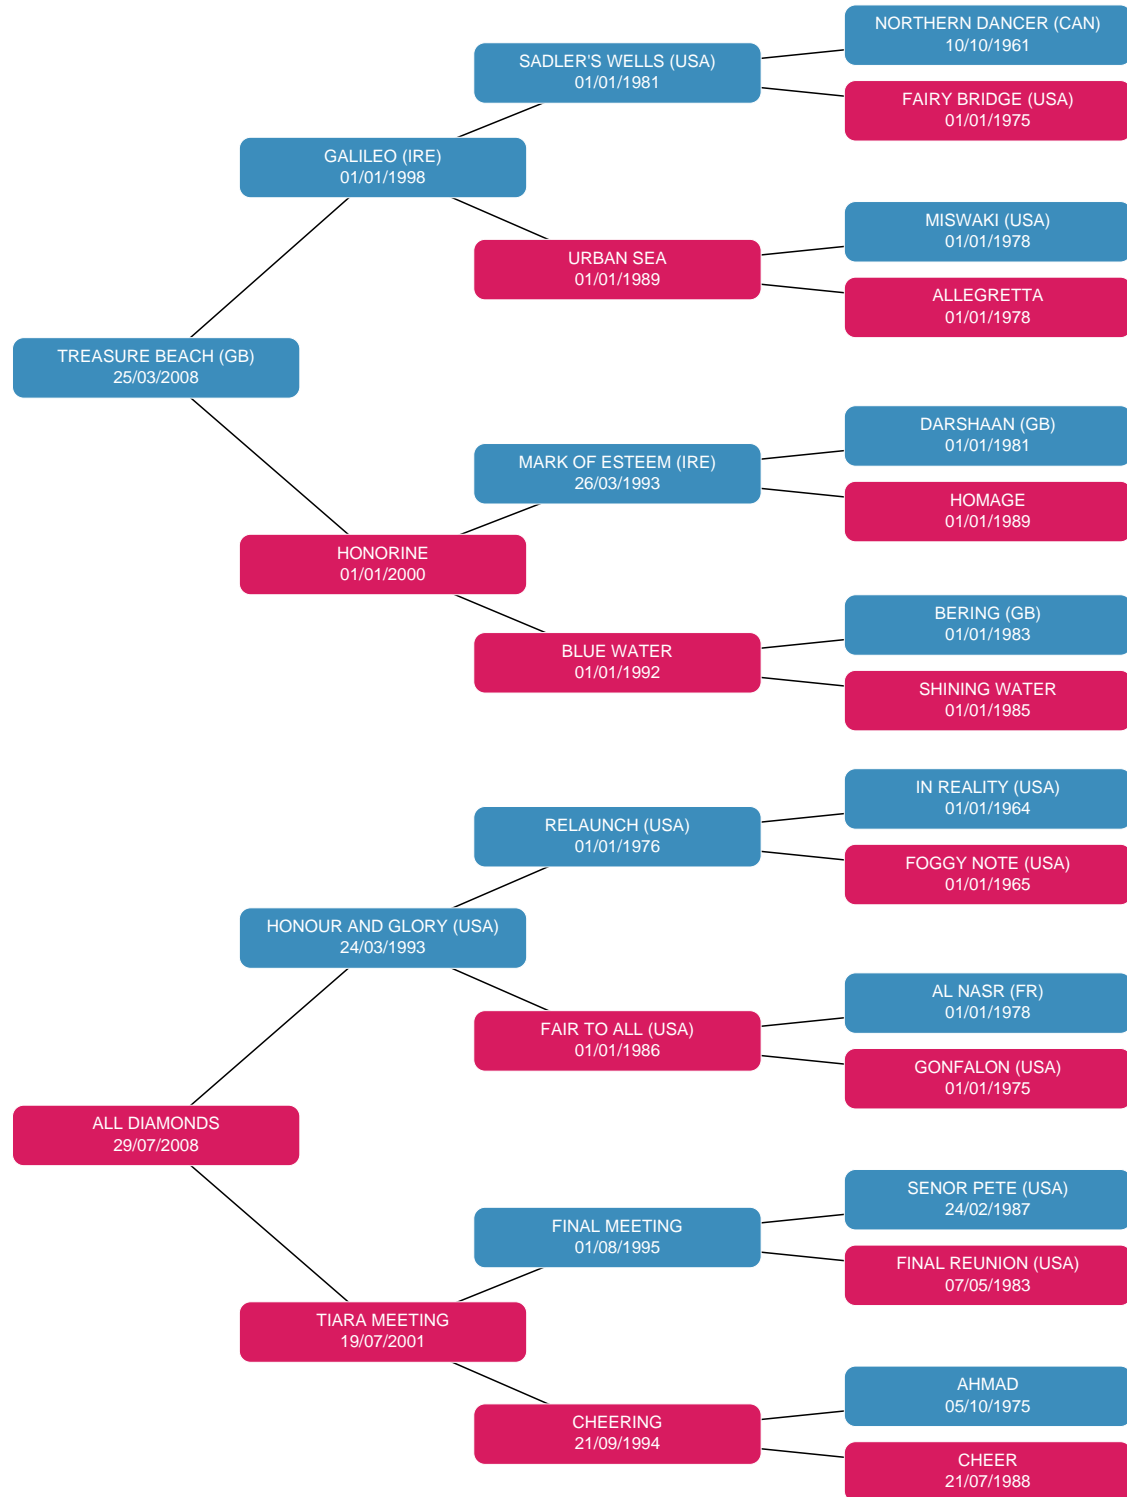 NORTHERN DANCER (CAN)
10/10/1961
SADLER'S WELLS (USA)
01/01/1981
FAIRY BRIDGE (USA)
01/01/1975
GALILEO (IRE)
01/01/1998
MISWAKI (USA)
01/01/1978
URBAN SEA
01/01/1989
ALLEGRETTA
01/01/1978
TREASURE BEACH (GB)
25/03/2008
DARSHAAN (GB)
01/01/1981
MARK OF ESTEEM (IRE)
26/03/1993
HOMAGE
01/01/1989
HONORINE
01/01/2000
BERING (GB)
01/01/1983
BLUE WATER
01/01/1992
SHINING WATER
01/01/1985
IN REALITY (USA)
01/01/1964
RELAUNCH (USA)
01/01/1976
FOGGY NOTE (USA)
01/01/1965
HONOUR AND GLORY (USA)
24/03/1993
AL NASR (FR)
01/01/1978
FAIR TO ALL (USA)
01/01/1986
GONFALON (USA)
01/01/1975
ALL DIAMONDS
29/07/2008
SENOR PETE (USA)
24/02/1987
FINAL MEETING
01/08/1995
FINAL REUNION (USA)
07/05/1983
TIARA MEETING
19/07/2001
AHMAD
05/10/1975
CHEERING
21/09/1994
CHEER
21/07/1988